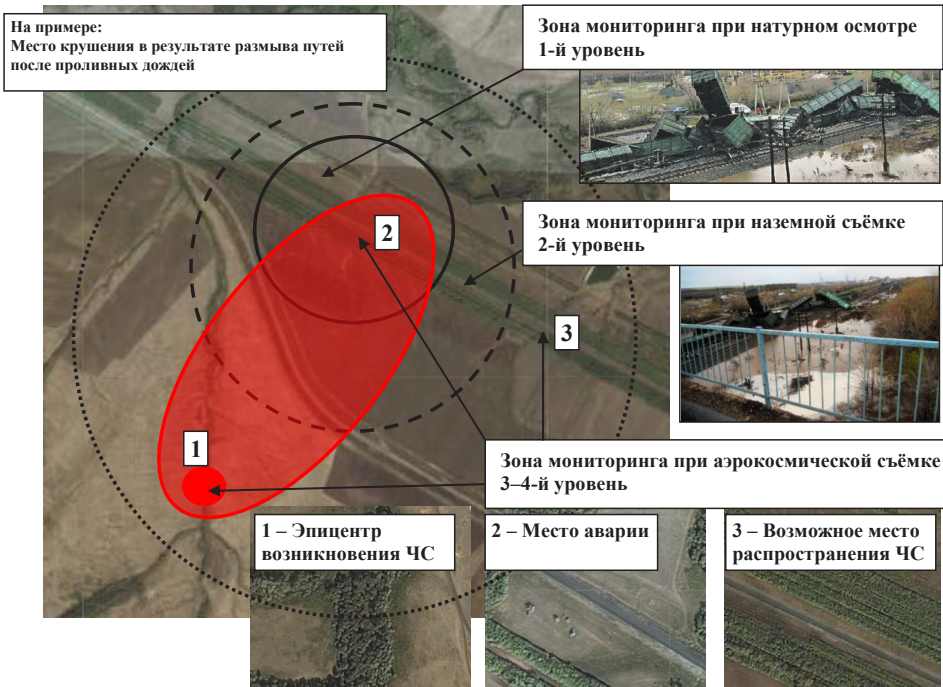 На примере:
Место крушения в результате размыва путей
после проливных дождей
Зона мониторинга при натурном осмотре
1-й уровень
2
Зона мониторинга при наземной съёмке
2-й уровень
3
1
Зона мониторинга при аэрокосмической съёмке
3–4-й уровень
1 – Эпицентр
возникновения ЧС
2 – Место аварии
3 – Возможное место
распространения ЧС